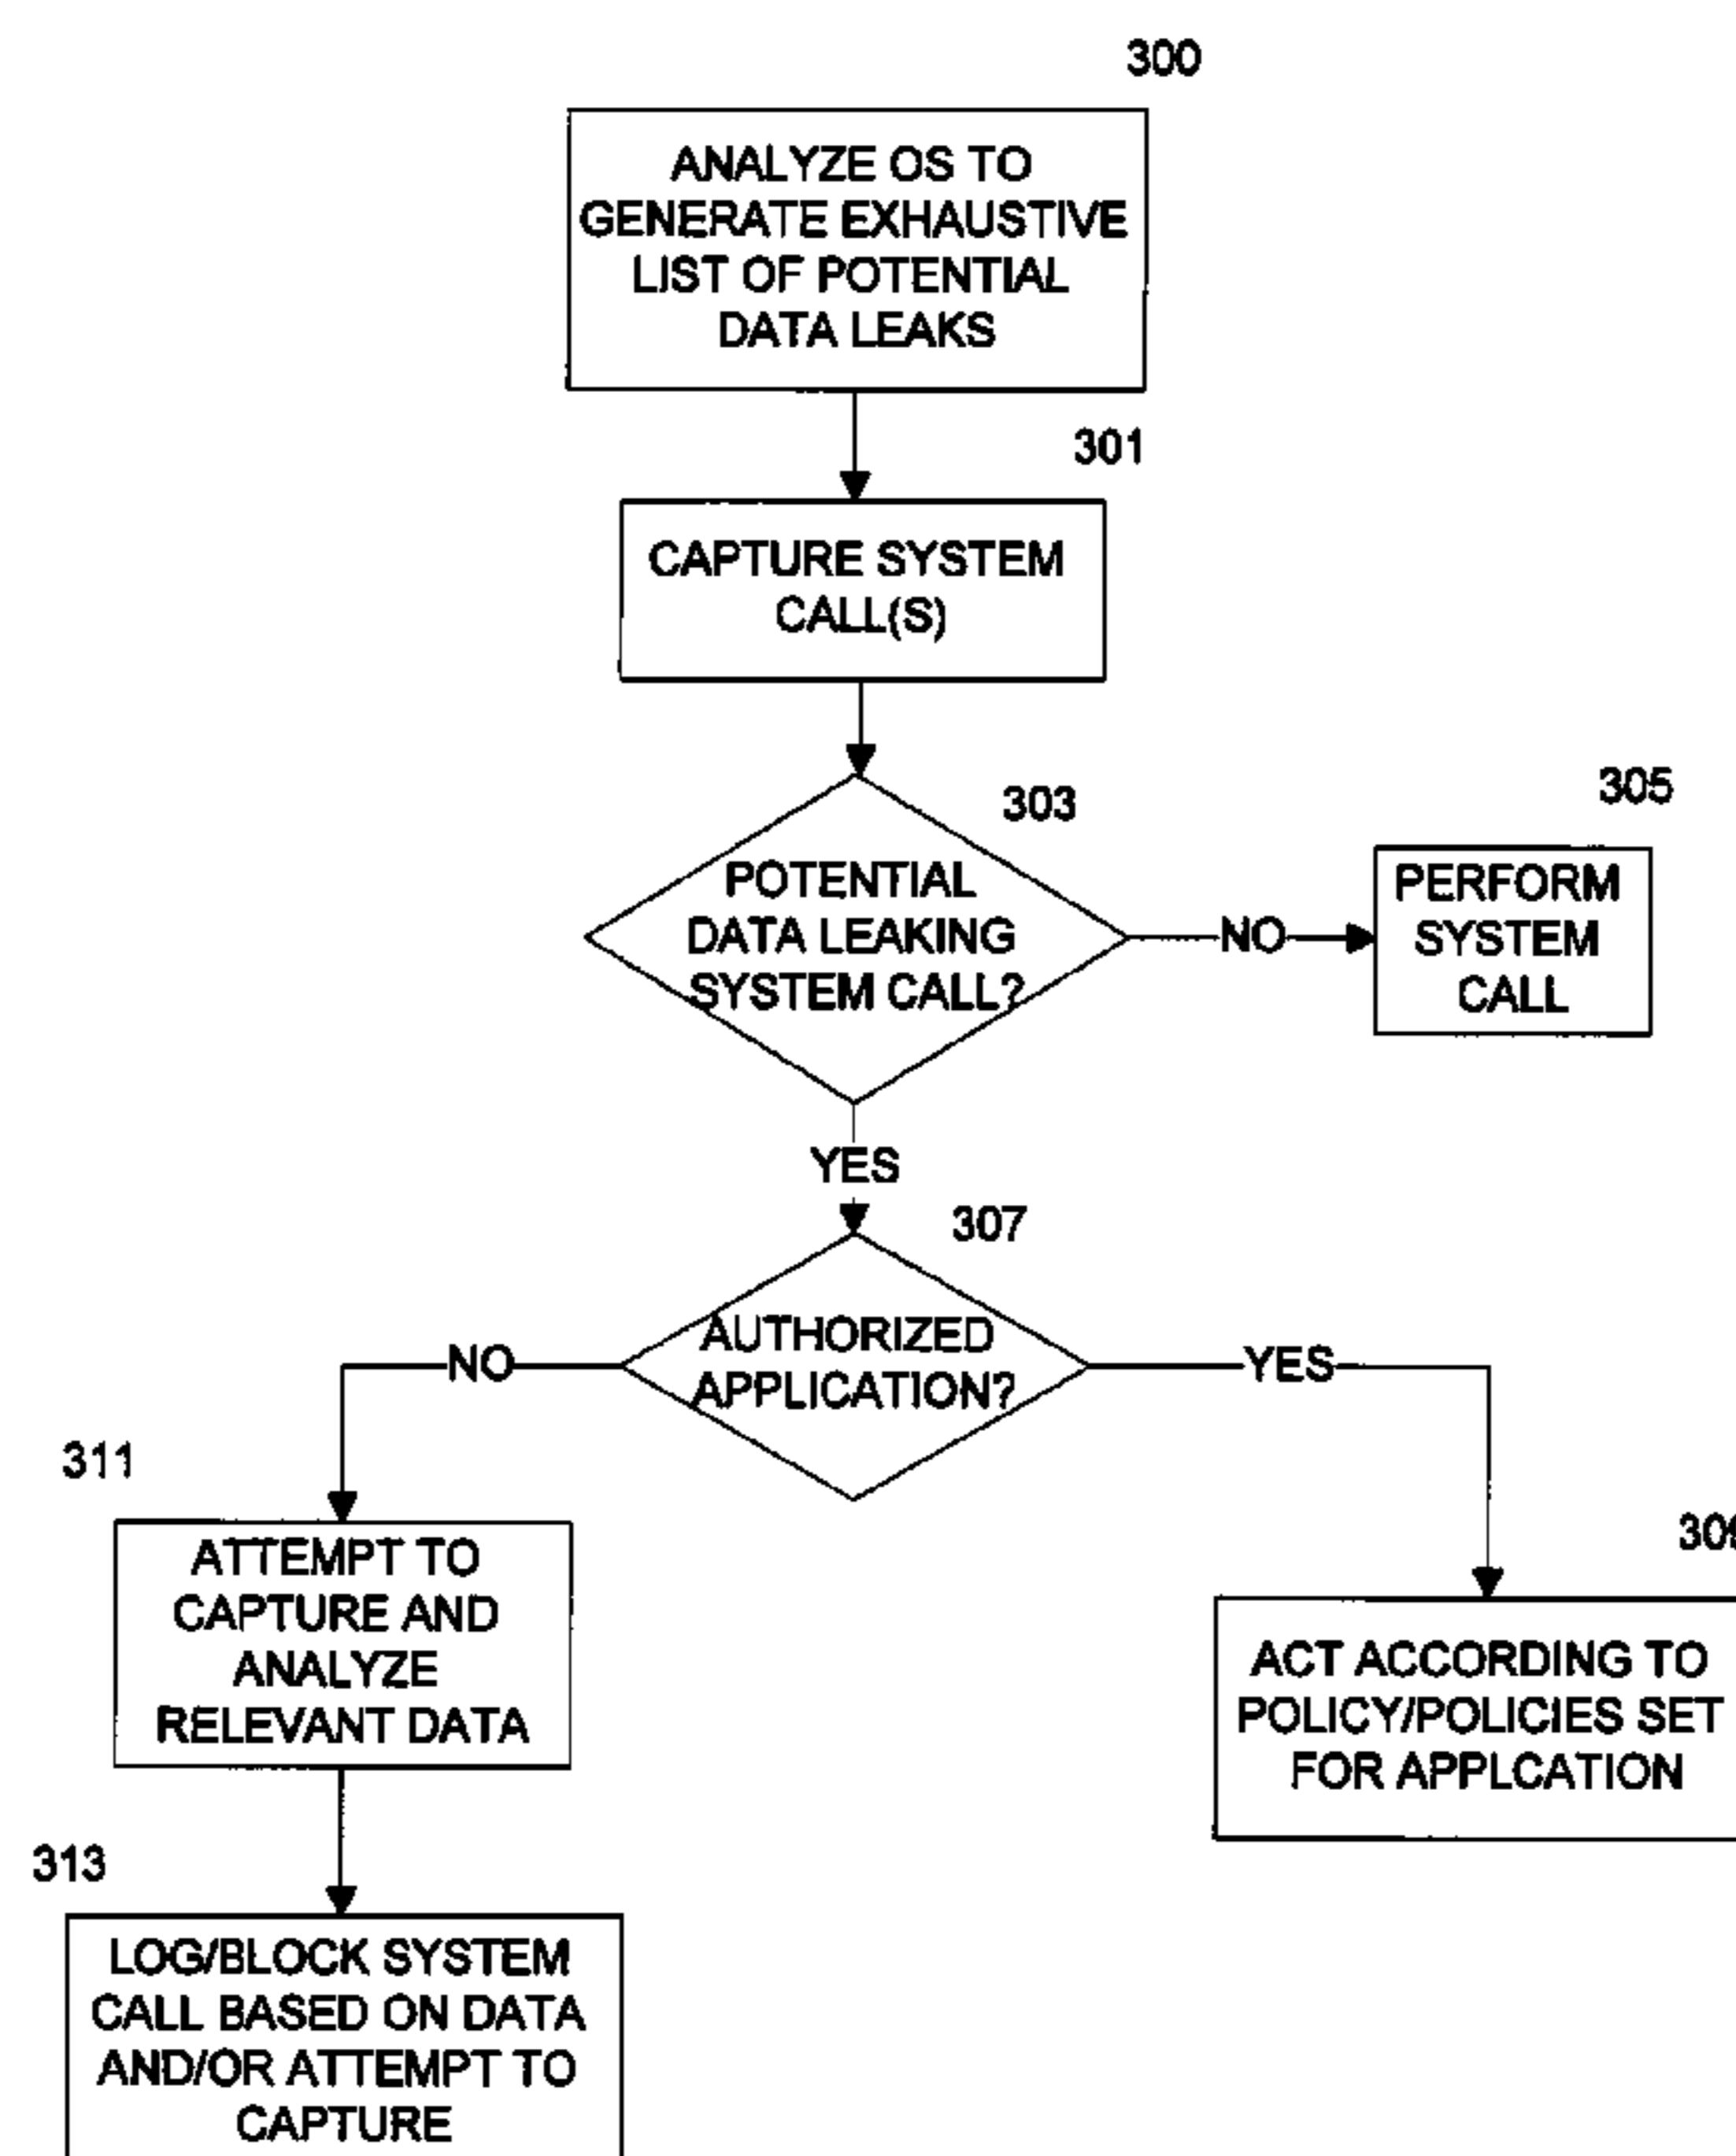 300
ANALYZE OS TO
GENERATE EXHAUSTIVE
LIST OF POTENTIAL
DATA LEAKS
301
CAPTURE SYSTEM
CALL(S)
303
POTENTIAL
DATA LEAKING
SYSTEM CALL?
NO
305
PERFORM
SYSTEM
CALL
YES
307
AUTHORIZED
APPLICATION?
NO
YES
311
ATTEMPT TO
CAPTURE AND
ANALYZE
RELEVANT DATA
ACT ACCORDING TO
POLICY/POLICIES SET
FOR APPLCATION
313
LOG/BLOCK SYSTEM
CALL BASED ON DATA
AND/OR ATTEMPT TO
CAPTURE